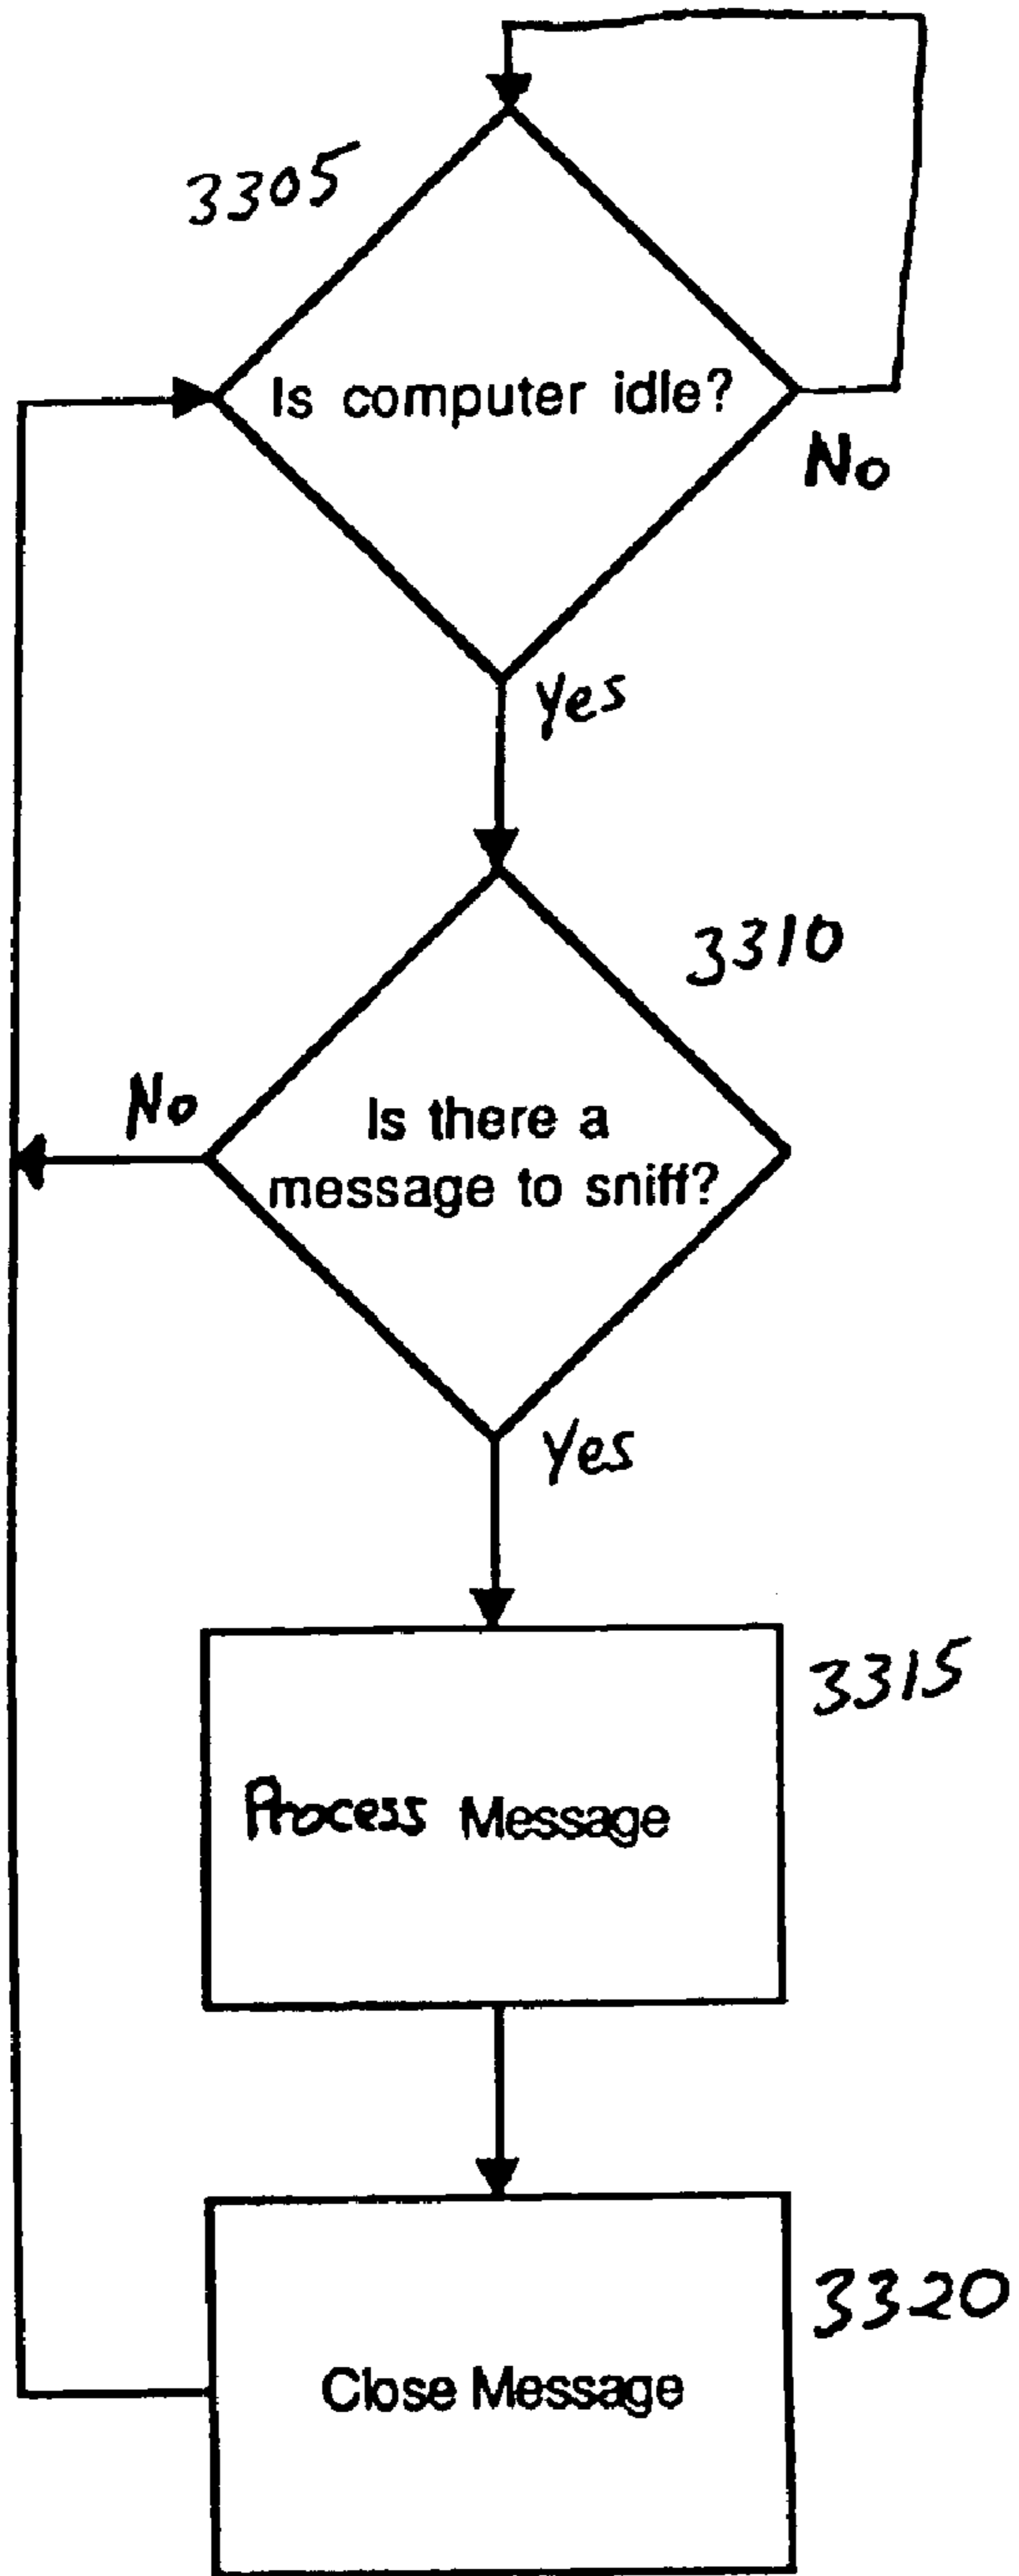 3305
Is computer idle?
No
yes
3310
No
Is there a
message to sniff?
Yes
3315
Process Message
3320
Close Message